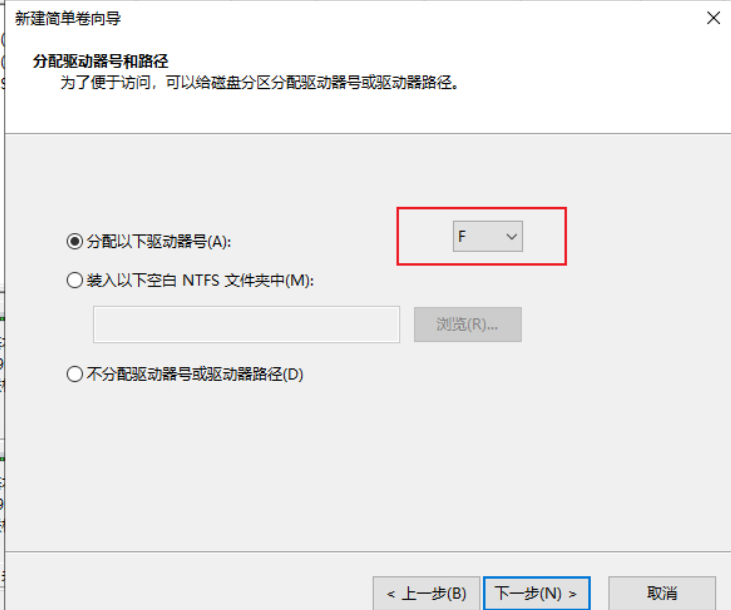 新建简单卷向导
分配驱动器号和路径
为了便于访问，可以给磁盘分区分配驱动器号或驱动器路径。
分配以下驱动器号(A):
F
装入以下空白 NTFS 文件夹中(M):
浏览(R)...
不分配驱动器号或驱动器路径(D)
< 上一步(B)
下一步(N) >
取消